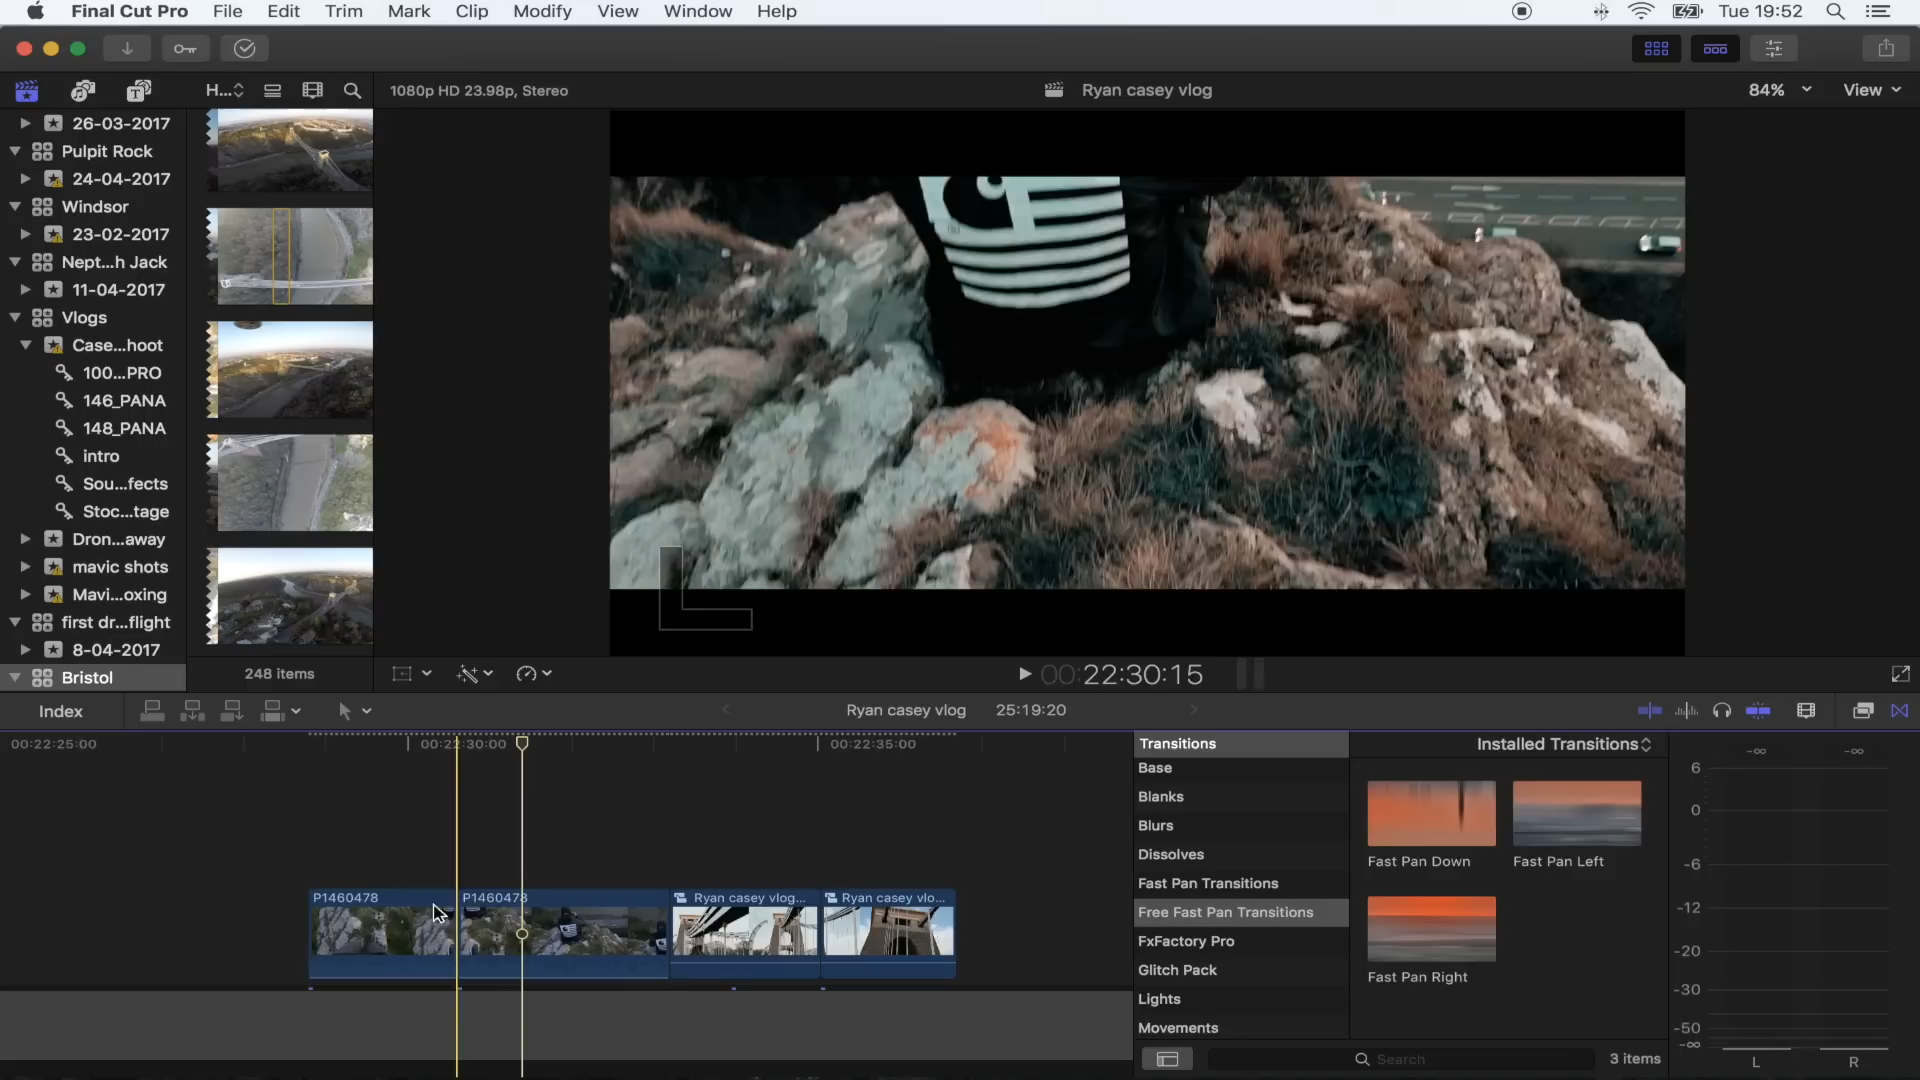 Final Cut Pro File Edit Trim Mark Clip Modify View Window Help Tue 19:52
H... 1080p HD 23.98p, Stereo Ryan casey vlog 84% View
26-03-2017
Pulpit Rock
24-04-2017
Windsor
23-02-2017
Nept...h Jack
11-04-2017
Vlogs
Case...hoot
100...PRO
146_PANA
148_PANA
intro
Sou...fects
Stoc...tage
Dron...away
mavic shots
Mavi...oxing
first dr...flight
8-04-2017
Bristol
248 items
00:22:30:15
Index
Ryan casey vlog 25:19:20
00:22:25:00 00:22:30:00 00:22:35:00
P1460478 P1460478 Ryan casey vlog... Ryan casey vlo...
Transitions
Base
Blanks
Blurs
Dissolves
Fast Pan Transitions
Free Fast Pan Transitions
FxFactory Pro
Glitch Pack
Lights
Movements
Installed Transitions
Fast Pan Down Fast Pan Left
Fast Pan Right
Search 3 items
-∞ -∞
6
0
-6
-12
-20
-30
-50
-∞
L R